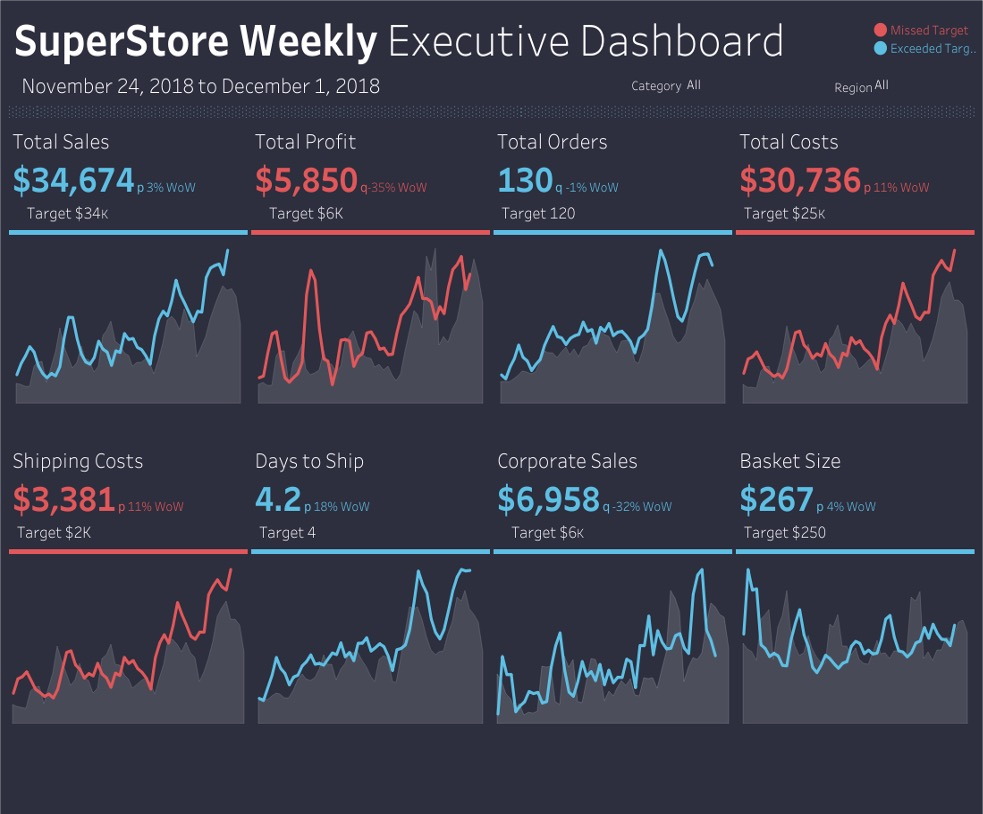 SuperStore Weekly Executive Dashboard
Missed Target
Exceeded Targ..
November 24, 2018 to December 1, 2018
Category All
Region All
Total Sales
$34,674 p 3% WoW
Target $34K
Total Profit
$5,850 q -35% WoW
Target $6K
Total Orders
130 q -1% WoW
Target 120
Total Costs
$30,736 p 11% WoW
Target $25K
Shipping Costs
$3,381 p 11% WoW
Target $2K
Days to Ship
4.2 p 18% WoW
Target 4
Corporate Sales
$6,958 q -32% WoW
Target $6K
Basket Size
$267 p 4% WoW
Target $250